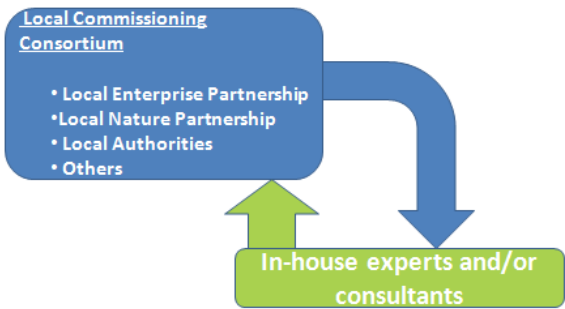 Local Commissioning
Consortium
• Local Enterprise Partnership
•Local Nature Partnership
• Local Authorities
• Others
In-house experts and/or
consultants